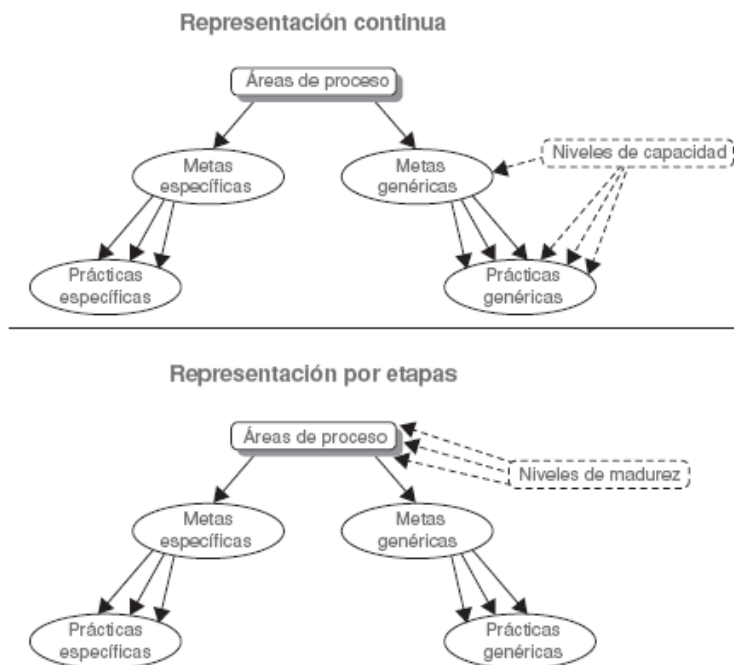 Representación continua
Áreas de proceso
Metas
específicas
Metas
genéricas
Niveles de capacidad
Prácticas
específicas
Prácticas
genéricas
Representación por etapas
Áreas de proceso
Niveles de madurez
Metas
específicas
Metas
genéricas
Prácticas
específicas
Prácticas
genéricas